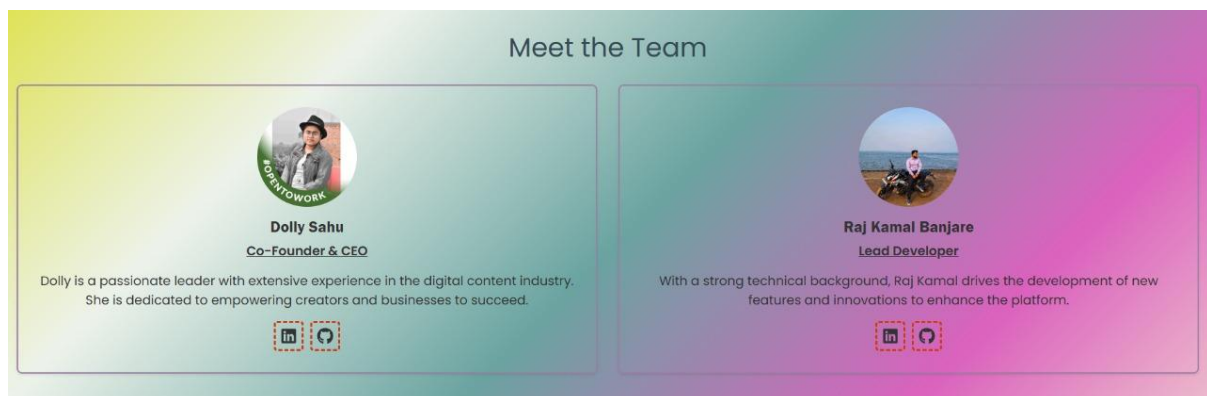 Meet the Team
#OPENTOWORK
Dolly Sahu
Co-Founder & CEO
Dolly is a passionate leader with extensive experience in the digital content industry.
She is dedicated to empowering creators and businesses to succeed.
in
Raj Kamal Banjare
Lead Developer
With a strong technical background, Raj Kamal drives the development of new
features and innovations to enhance the platform.
in